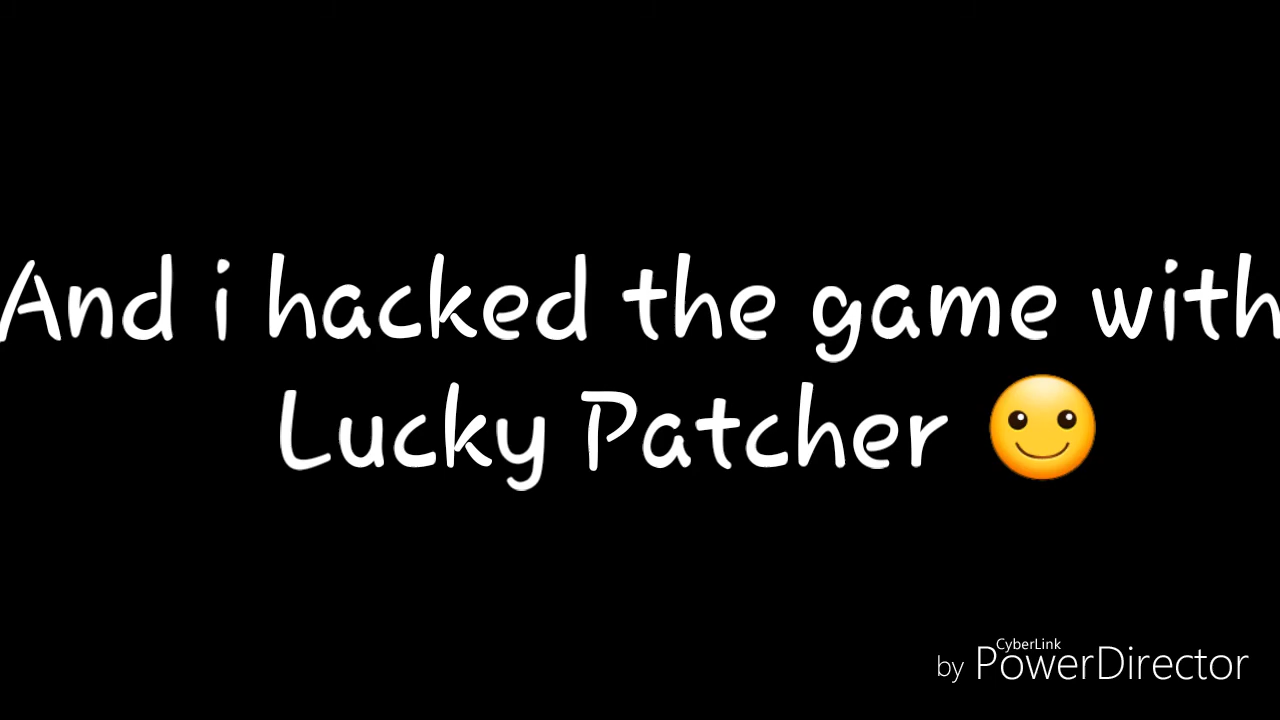 And i hacked the game with
Lucky Patcher 🙂
CyberLink
by PowerDirector